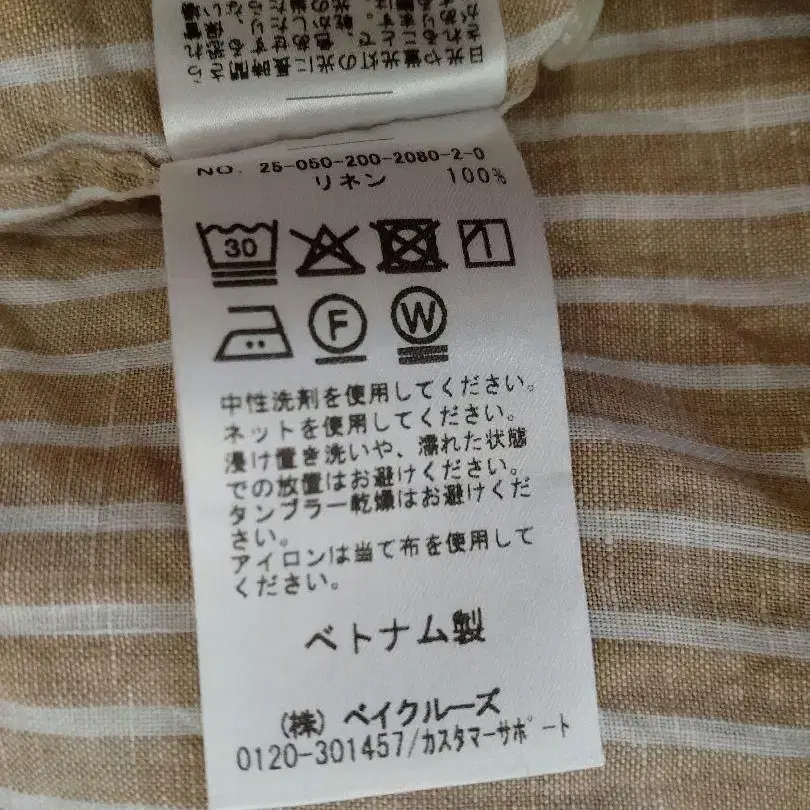 NO. 25-050-200-2080-2-0
リネン 100%
30
F W
中性洗剤を使用してください。
ネットを使用してください。
浸け置き洗いや、濡れた状態
での放置はお避けください。
タンブラー乾燥はお避けくだ
さい。
アイロンは当て布を使用して
ください。
ベトナム製
(株) ベイクルーズ
0120-301457/カスタマーサポート